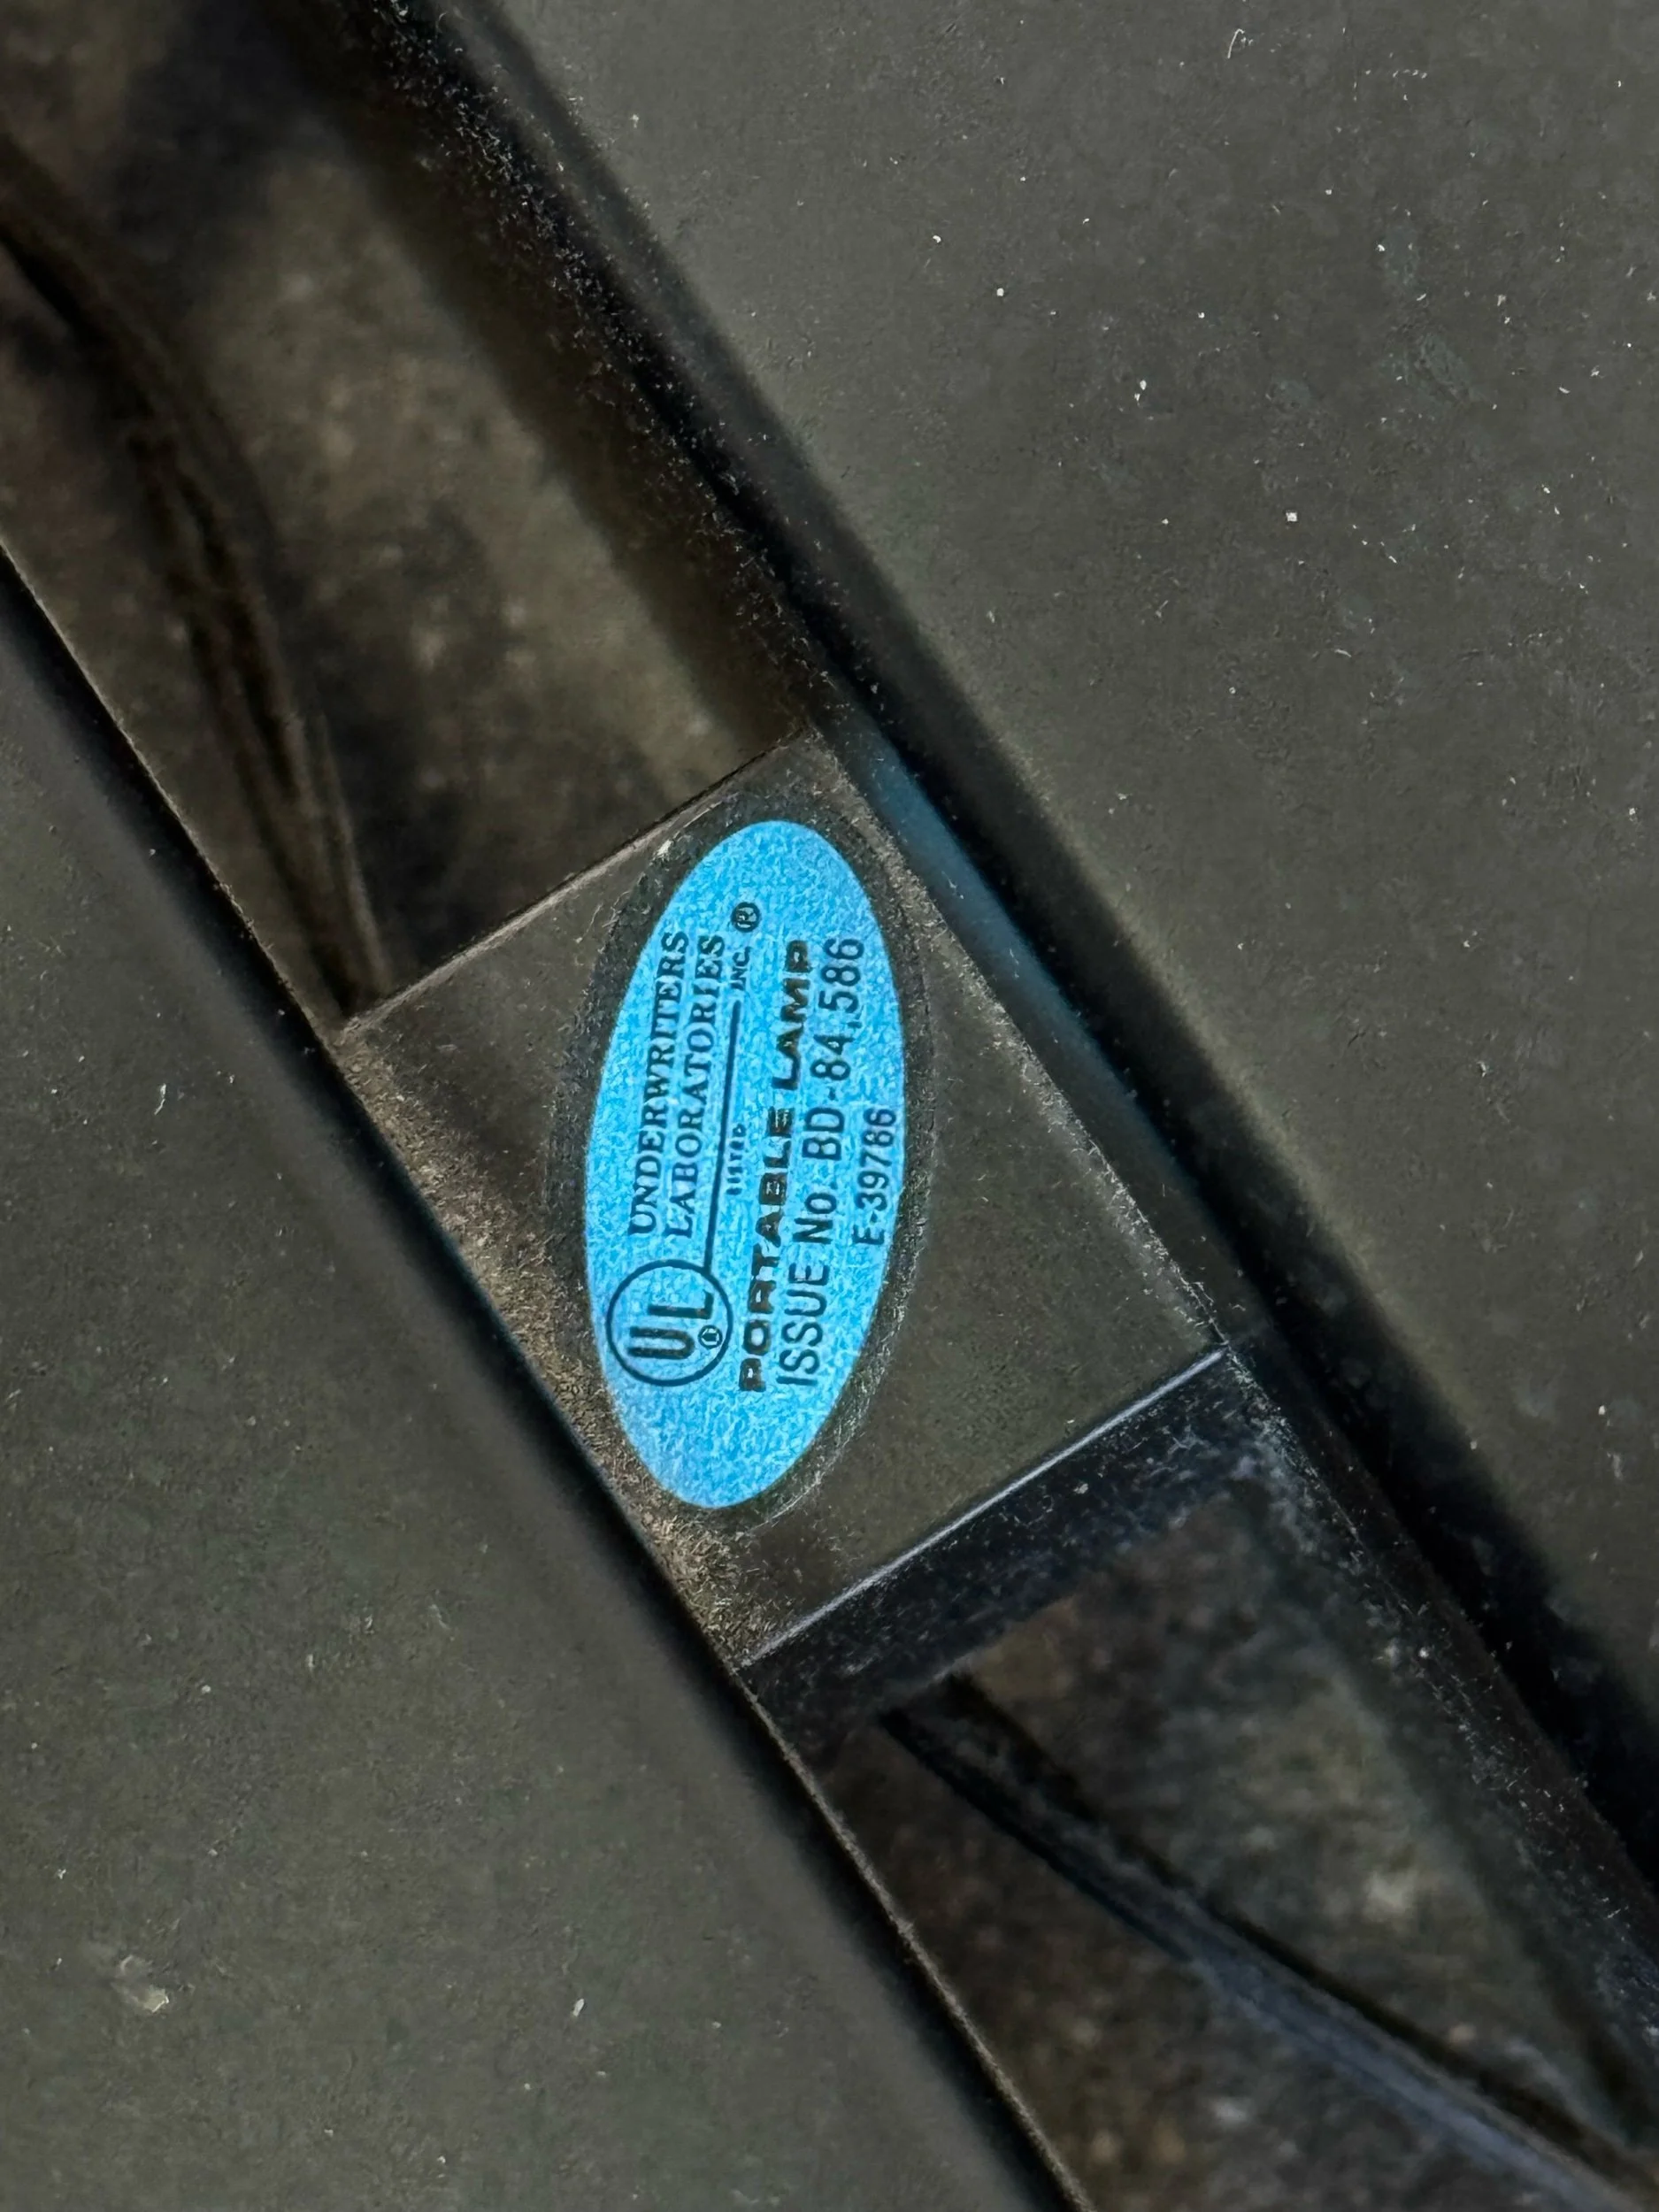 UL®
UNDERWRITERS
LABORATORIES
INC.®
LISTED
PORTABLE LAMP
ISSUE No. BD-84,586
E-39786